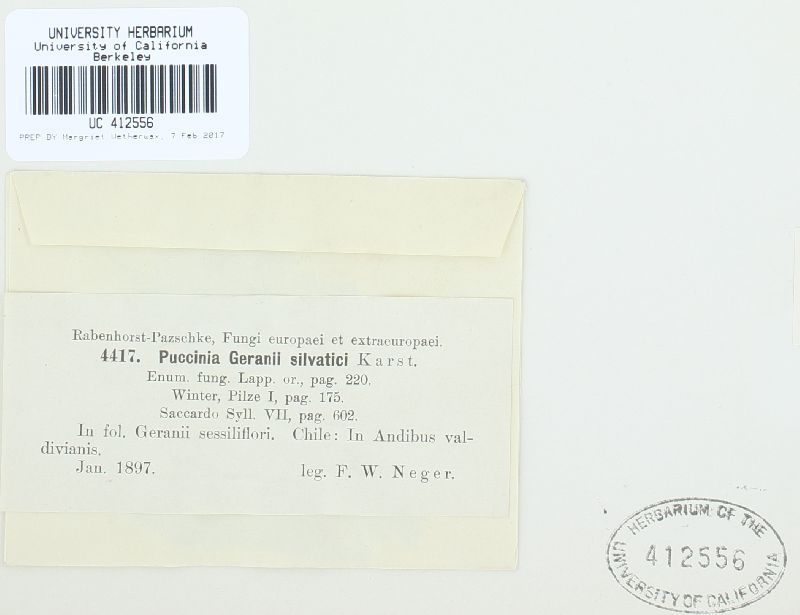 UNIVERSITY HERBARIUM
University of California
Berkeley
UC 412556
PREP BY Margriet Wetherwax, 7 Feb 2017
Rabenhorst-Pazschke, Fungi europaei et extraeuropaei.
4417. Puccinia Geranii silvatici Karst.
Enum. fung. Lapp. or., pag. 220.
Winter, Pilze I, pag. 175.
Saccardo Syll. VII, pag. 602.
In fol. Geranii sessiliflori. Chile: In Andibus val-
divianis.
Jan. 1897. leg. F. W. Neger.
HERBARIUM OF THE
412556
UNIVERSITY OF CALIFORNIA